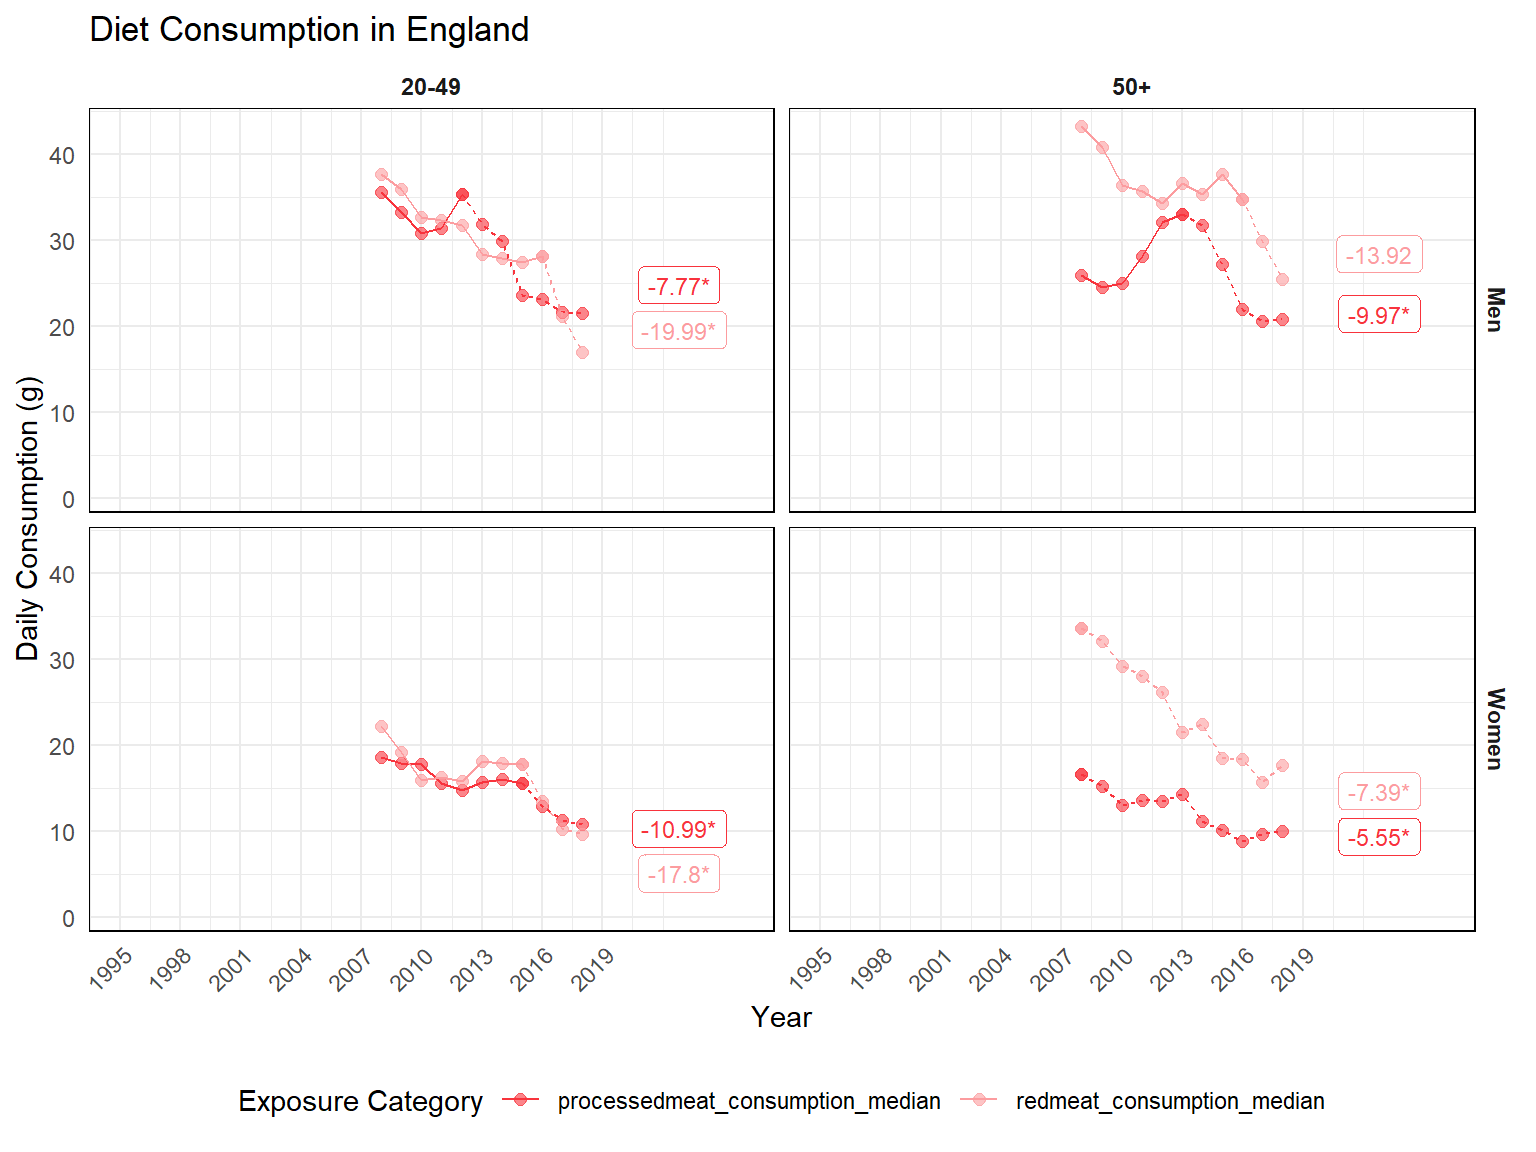 Diet Consumption in England
20-49
50+
40
30
20
10
0
-7.77*
-19.99*
-13.92
-9.97*
Men
40
30
20
10
0
-10.99*
-17.8*
-7.39*
-5.55*
Women
Daily Consumption (g)
1995 1998 2001 2004 2007 2010 2013 2016 2019
1995 1998 2001 2004 2007 2010 2013 2016 2019
Year
Exposure Category processedmeat_consumption_median redmeat_consumption_median